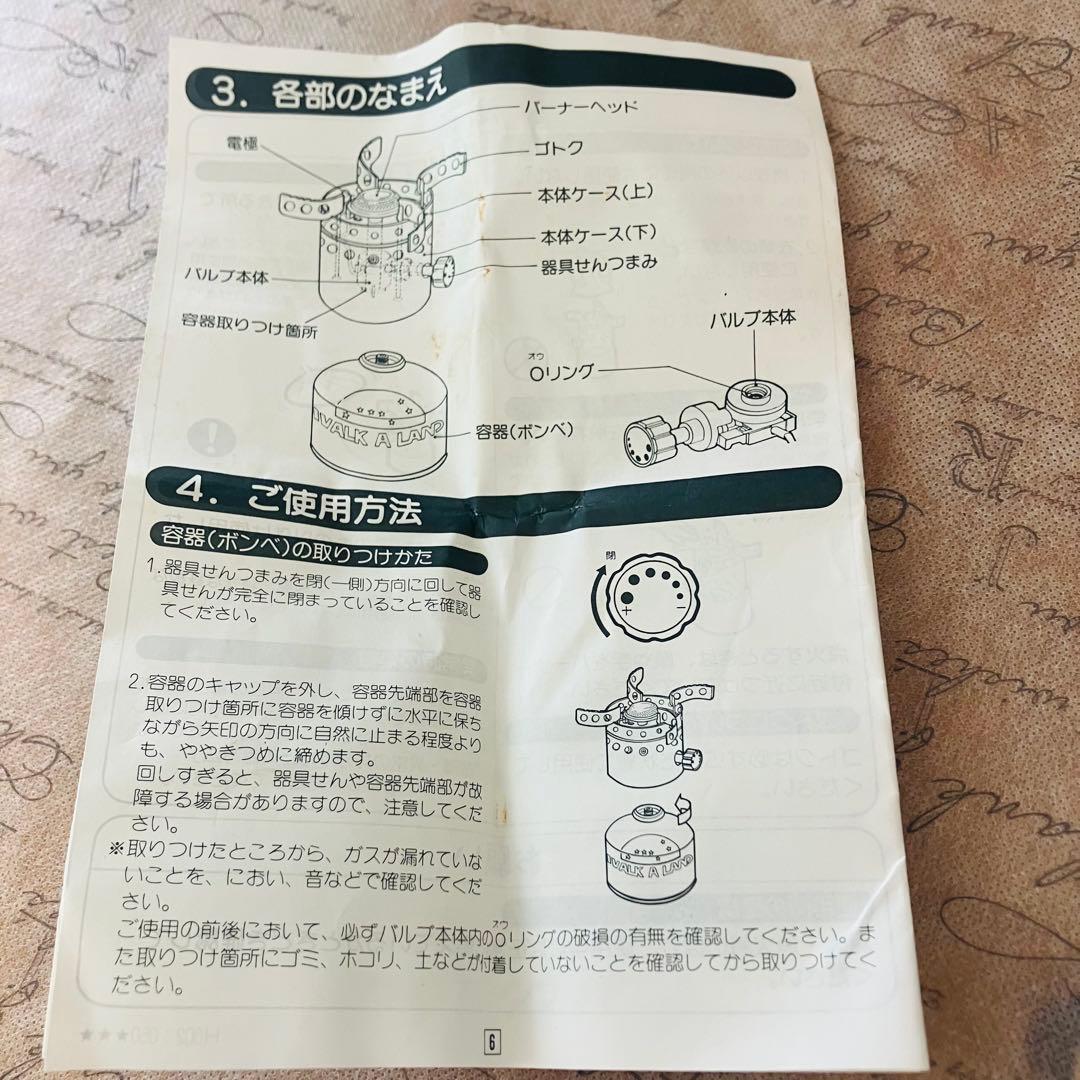 3. 各部のなまえ
バーナーヘッド
電極
ゴトク
本体ケース(上)
本体ケース(下)
器具せんつまみ
バルブ本体
容器取りつけ箇所
バルブ本体
オウ
Oリング
WALK A LAND
容器(ボンベ)
4. ご使用方法
容器(ボンベ)の取りつけかた
1.器具せんつまみを閉(一側)方向に回して器
具せんが完全に閉まっていることを確認し
てください。
閉
+ −
2.容器のキャップを外し、容器先端部を容器
取りつけ箇所に容器を傾けずに水平に保ち
ながら矢印の方向に自然に止まる程度より
も、ややきつめに締めます。
回しすぎると、器具せんや容器先端部が故
障する場合がありますので、注意してくだ
さい。
WALK A LAND
※取りつけたところから、ガスが漏れていな
いことを、におい、音などで確認してくだ
さい。
オウ
ご使用の前後において、必ずバルブ本体内のOリングの破損の有無を確認してください。ま
た取りつけ箇所にゴミ、ホコリ、土などが付着していないことを確認してから取りつけてく
ださい。
6